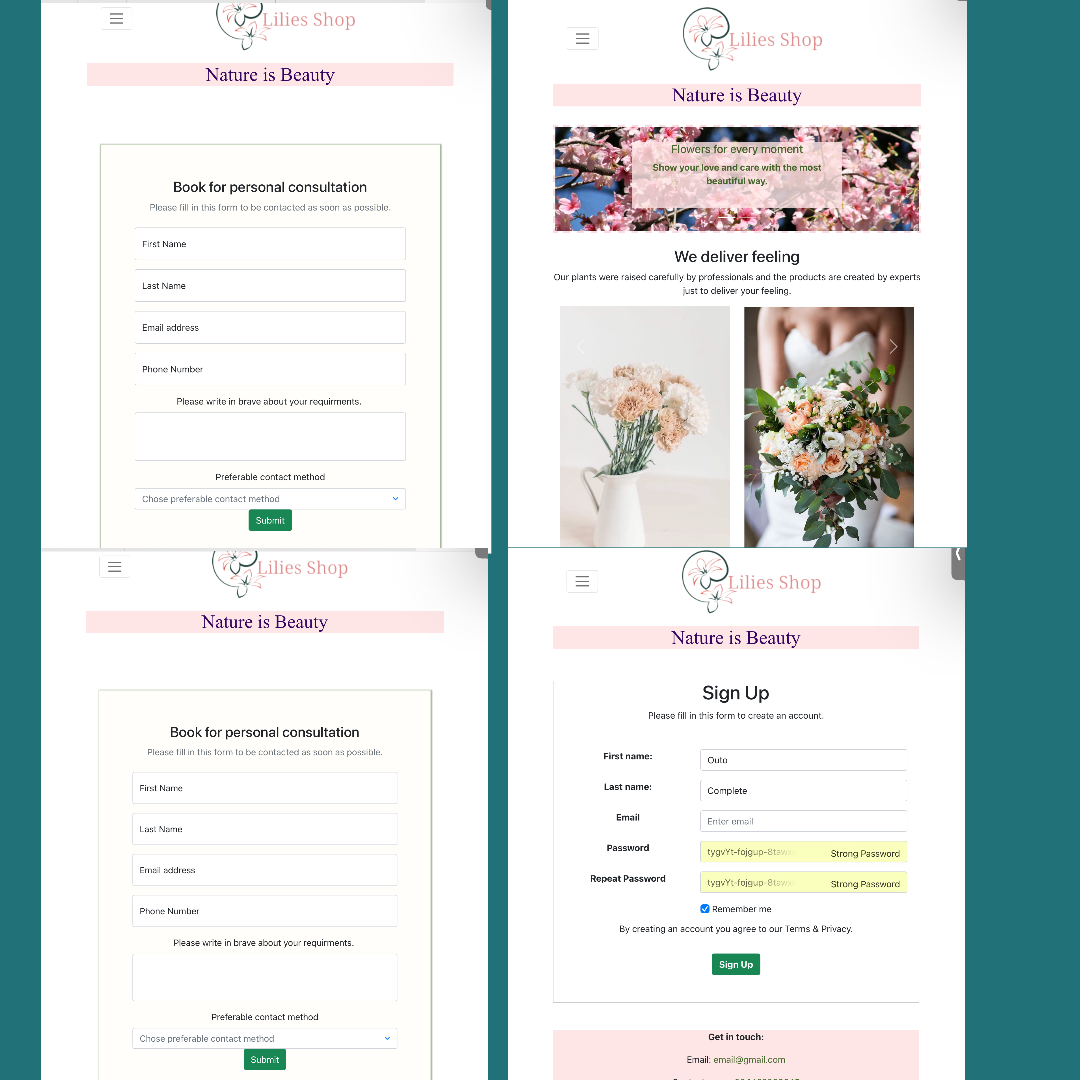 Lilies Shop
Nature is Beauty
Book for personal consultation
Please fill in this form to be contacted as soon as possible.
First Name
Last Name
Email address
Phone Number
Please write in brave about your requirments.
Preferable contact method
Chose preferable contact method
Submit
Lilies Shop
Nature is Beauty
Flowers for every moment
Show your love and care with the most
beautiful way.
We deliver feeling
Our plants were raised carefully by professionals and the products are created by experts
just to deliver your feeling.
Lilies Shop
Nature is Beauty
Book for personal consultation
Please fill in this form to be contacted as soon as possible.
First Name
Last Name
Email address
Phone Number
Please write in brave about your requirments.
Preferable contact method
Chose preferable contact method
Submit
Lilies Shop
Nature is Beauty
Sign Up
Please fill in this form to create an account.
First name: Outo
Last name: Complete
Email Enter email
Password tygvYt-fojgup-8tawx Strong Password
Repeat Password tygvYt-fojgup-8tawx Strong Password
Remember me
By creating an account you agree to our Terms & Privacy.
Sign Up
Get in touch:
Email: email@gmail.com